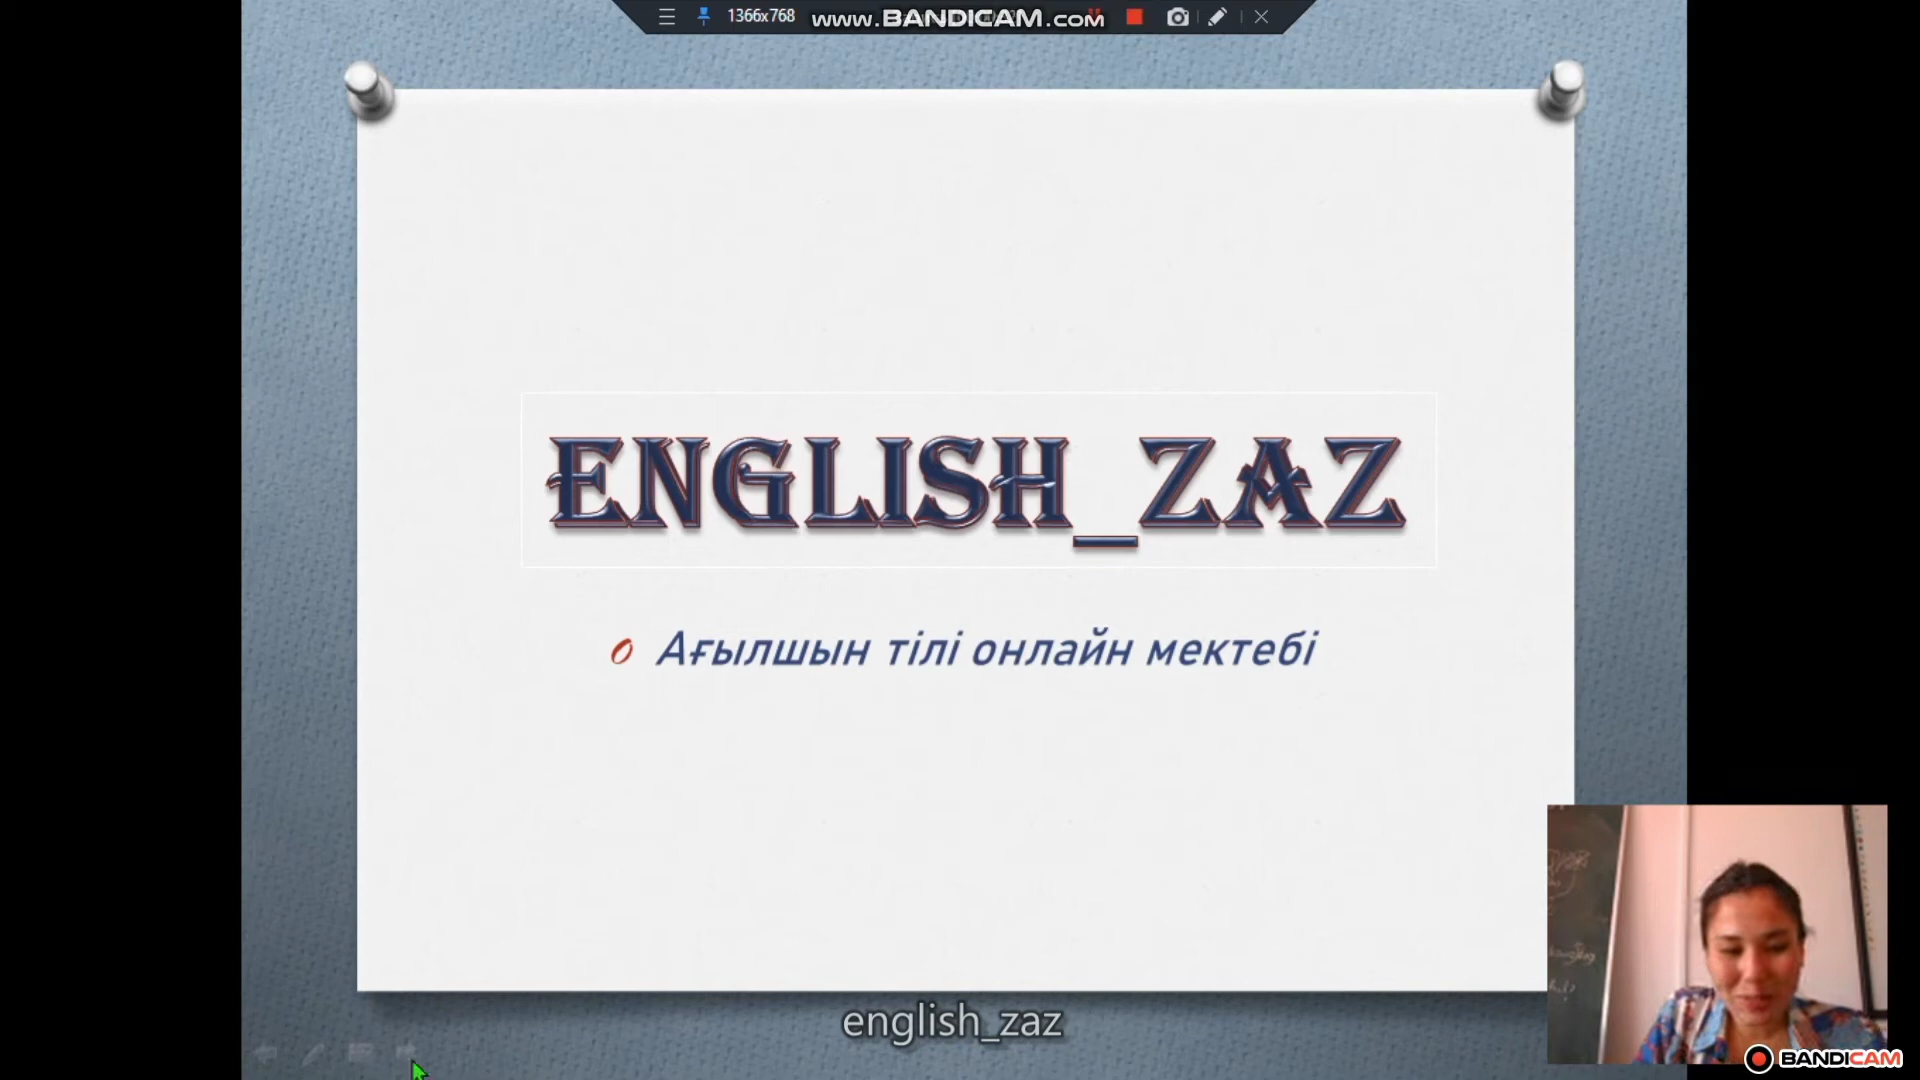 1366x768
www.BANDICAM.com
ENGLISH_ZAZ
Ағылшын тілі онлайн мектебі
english_zaz
BANDICAM